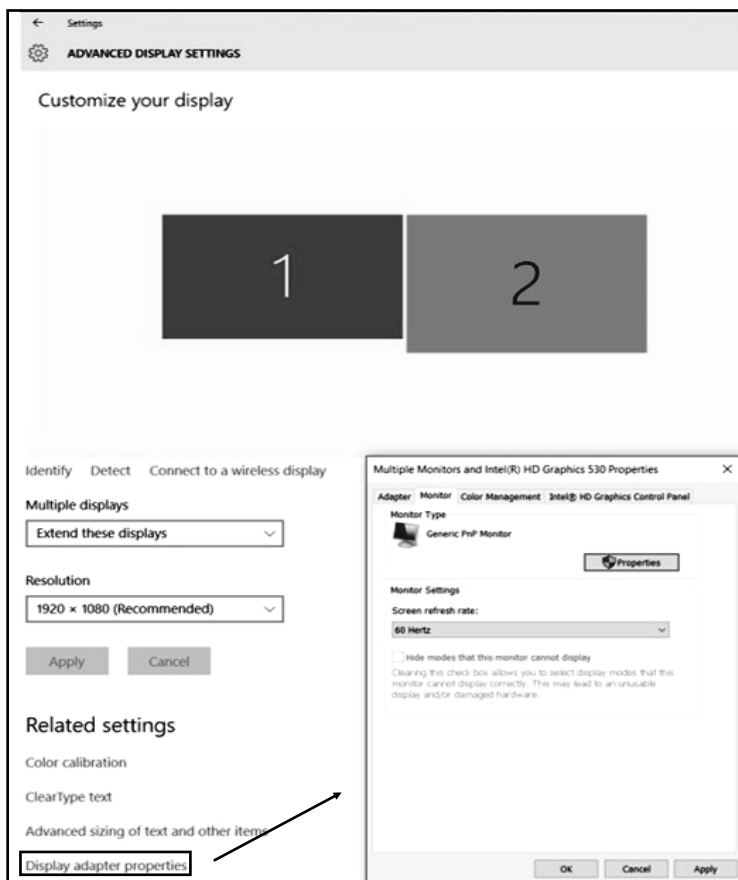 Settings
ADVANCED DISPLAY SETTINGS
Customize your display
1
2
Identify Detect Connect to a wireless display
Multiple displays
Extend these displays
Resolution
1920 × 1080 (Recommended)
Apply Cancel
Related settings
Color calibration
ClearType text
Advanced sizing of text and other items
Display adapter properties
Multiple Monitors and Intel(R) HD Graphics 530 Properties
Adapter Monitor Color Management Intel® HD Graphics Control Panel
Monitor Type
Generic PnP Monitor
Properties
Monitor Settings
Screen refresh rate:
60 Hertz
Hide modes that this monitor cannot display
Clearing this check box allows you to select display modes that this
monitor cannot display correctly. This may lead to an unusable
display and/or damaged hardware.
OK Cancel Apply